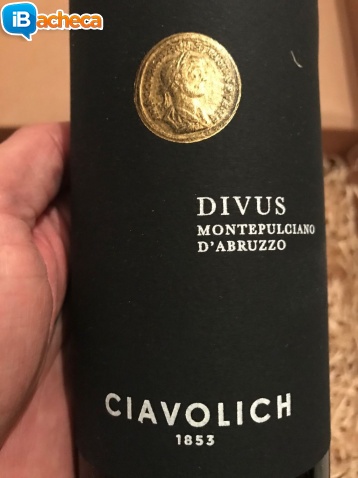 iBacheca
DIVUS
MONTEPULCIANO
D'ABRUZZO
CIAVOLICH
1853